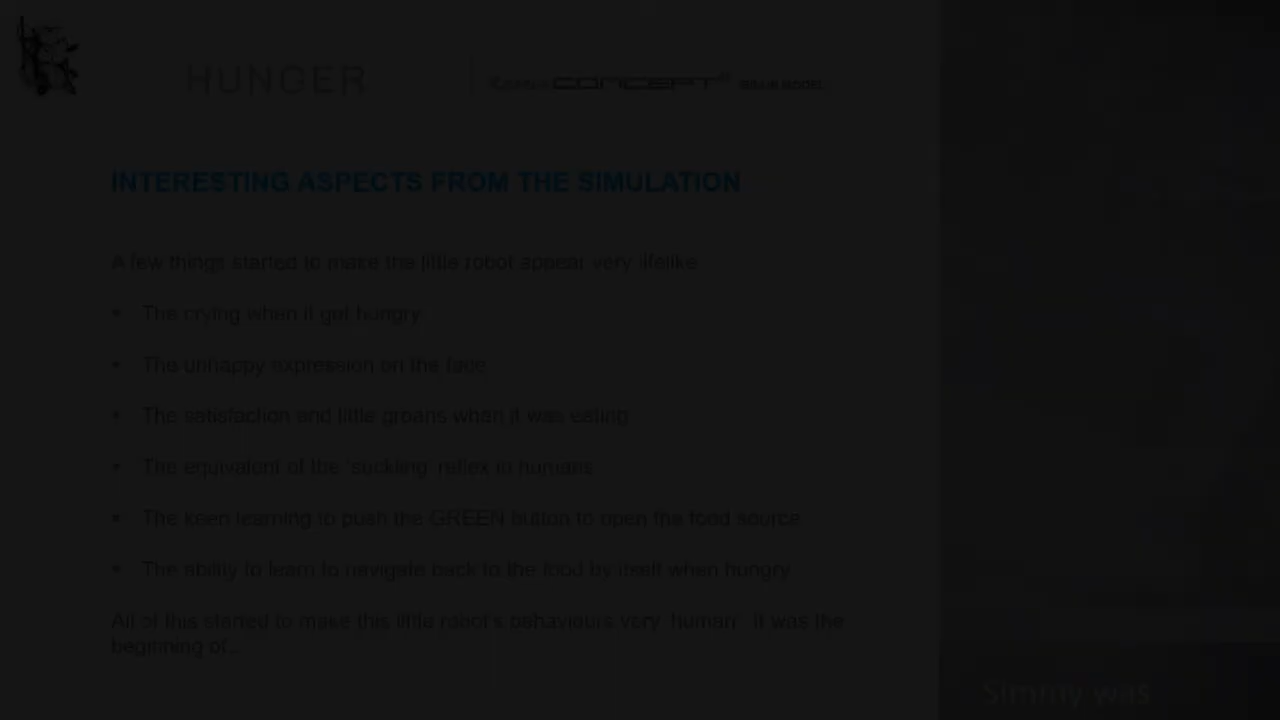 HUNGER
BRAIN MODEL
INTERESTING ASPECTS FROM THE SIMULATION
A few things started to make the little robot appear very lifelike
• The crying when it got hungry
• The unhappy expression on the face
• The satisfaction and little groans when it was eating
• The equivalent of the 'suckling' reflex in humans
• The keen learning to push the GREEN button to open the food source
• The ability to learn to navigate back to the food by itself when hungry
All of this started to make this little robot's behaviours very 'human'. It was the
beginning of..
Simmy was